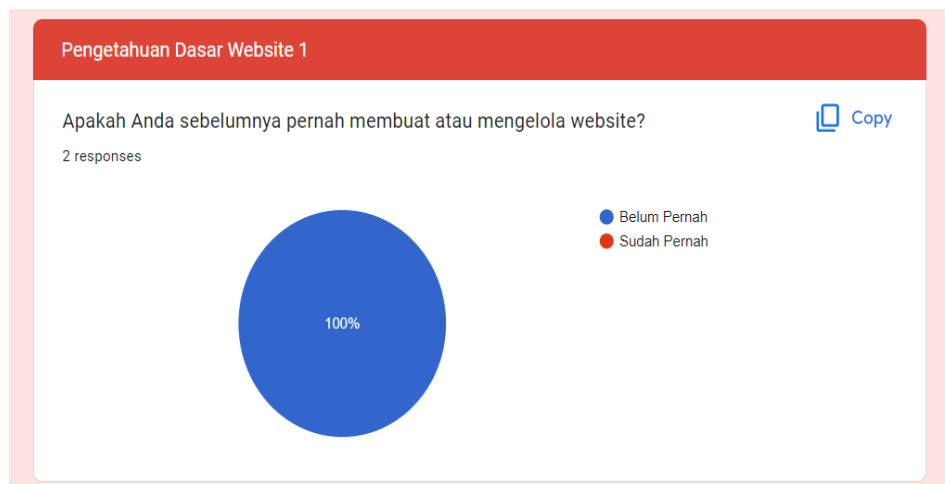 Pengetahuan Dasar Website 1
Apakah Anda sebelumnya pernah membuat atau mengelola website?
Copy
2 responses
Belum Pernah
Sudah Pernah
100%